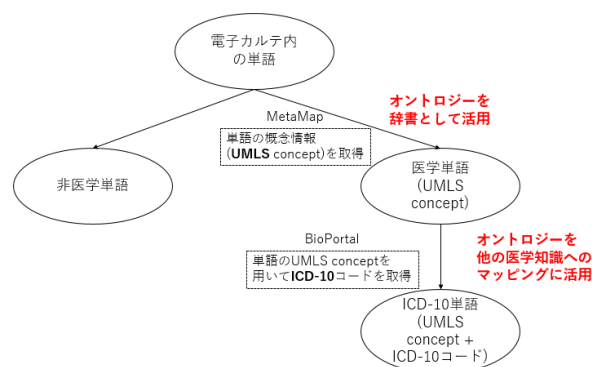 電子カルテ内
の単語
オントロジーを
辞書として活用
MetaMap
単語の概念情報
(UMLS concept)を取得
非医学単語
医学単語
(UMLS
concept)
BioPortal
単語のUMLS conceptを
用いてICD-10コードを取得
オントロジーを
他の医学知識への
マッピングに活用
ICD-10単語
(UMLS
concept +
ICD-10コード)